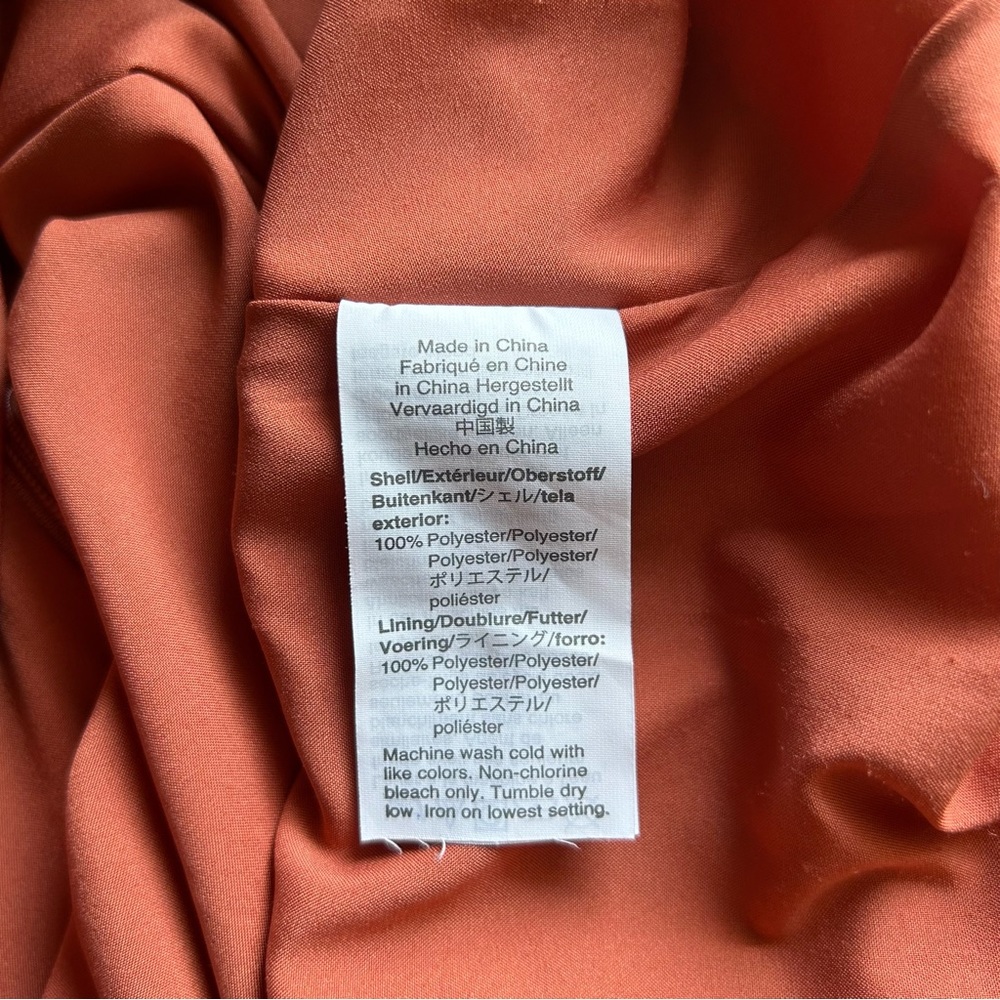 Made in China
Fabriqué en Chine
in China Hergestellt
Vervaardigd in China
中国製
Hecho en China
Shell/Extérieur/Oberstoff/
Buitenkant/シェル/tela
exterior:
100% Polyester/Polyester/
Polyester/Polyester/
ポリエステル/
poliéster
Lining/Doublure/Futter/
Voering/ライニング/forro:
100% Polyester/Polyester/
Polyester/Polyester/
ポリエステル/
poliéster
Machine wash cold with
like colors. Non-chlorine
bleach only. Tumble dry
low. Iron on lowest setting.